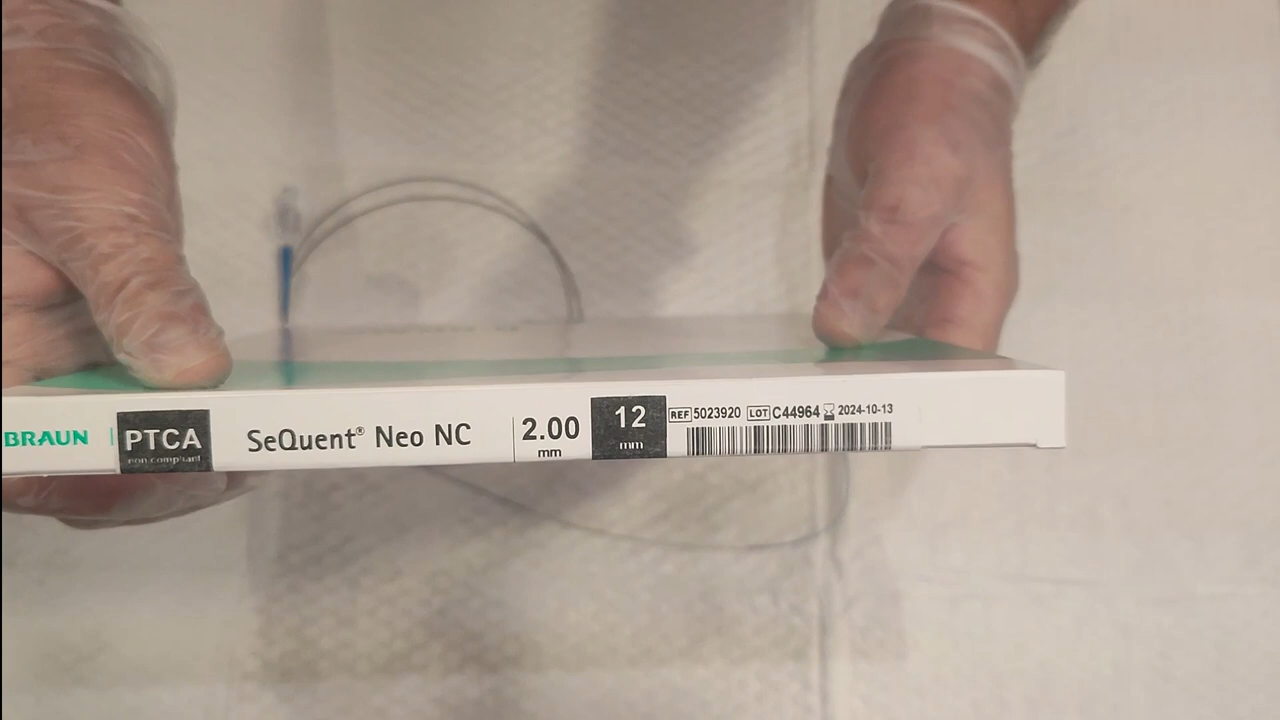 BRAUN
PTCA
non compliant
SeQuent® Neo NC
2.00
mm
12
mm
REF 5023920 LOT C44964 2024-10-13